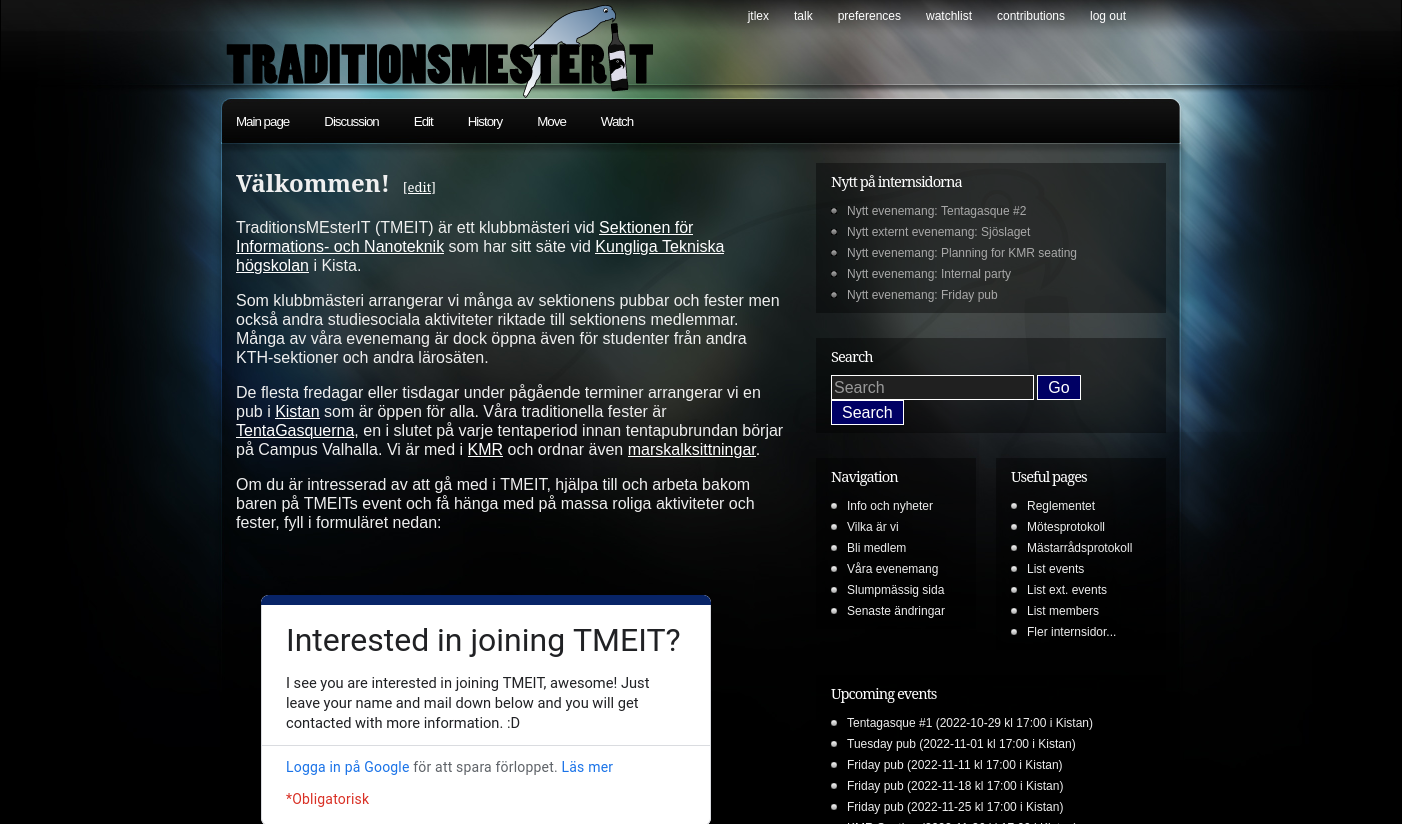 jtlex talk preferences watchlist contributions log out
TRADITIONSMESTERIT
Main page Discussion Edit History Move Watch
Välkommen! [edit]
TraditionsMEsterIT (TMEIT) är ett klubbmästeri vid Sektionen för
Informations- och Nanoteknik som har sitt säte vid Kungliga Tekniska
högskolan i Kista.
Som klubbmästeri arrangerar vi många av sektionens pubbar och fester men
också andra studiesociala aktiviteter riktade till sektionens medlemmar.
Många av våra evenemang är dock öppna även för studenter från andra
KTH-sektioner och andra lärosäten.
De flesta fredagar eller tisdagar under pågående terminer arrangerar vi en
pub i Kistan som är öppen för alla. Våra traditionella fester är
TentaGasquerna, en i slutet på varje tentaperiod innan tentapubrundan börjar
på Campus Valhalla. Vi är med i KMR och ordnar även marskalksittningar.
Om du är intresserad av att gå med i TMEIT, hjälpa till och arbeta bakom
baren på TMEITs event och få hänga med på massa roliga aktiviteter och
fester, fyll i formuläret nedan:
Interested in joining TMEIT?
I see you are interested in joining TMEIT, awesome! Just
leave your name and mail down below and you will get
contacted with more information. :D
Logga in på Google för att spara förloppet. Läs mer
*Obligatorisk
Nytt på internsidorna
Nytt evenemang: Tentagasque #2
Nytt externt evenemang: Sjöslaget
Nytt evenemang: Planning for KMR seating
Nytt evenemang: Internal party
Nytt evenemang: Friday pub
Search
Search Go
Search
Navigation
Info och nyheter
Vilka är vi
Bli medlem
Våra evenemang
Slumpmässig sida
Senaste ändringar
Useful pages
Reglementet
Mötesprotokoll
Mästarrådsprotokoll
List events
List ext. events
List members
Fler internsidor...
Upcoming events
Tentagasque #1 (2022-10-29 kl 17:00 i Kistan)
Tuesday pub (2022-11-01 kl 17:00 i Kistan)
Friday pub (2022-11-11 kl 17:00 i Kistan)
Friday pub (2022-11-18 kl 17:00 i Kistan)
Friday pub (2022-11-25 kl 17:00 i Kistan)